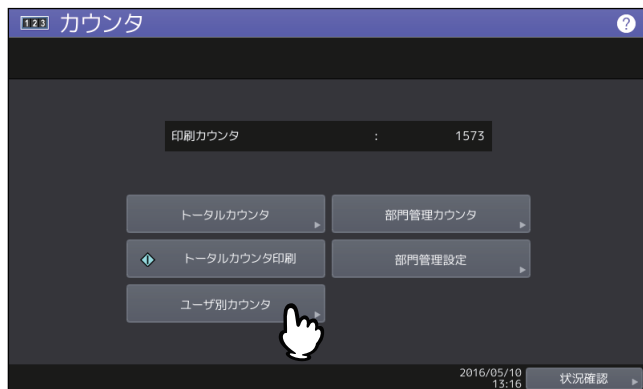 123 カウンタ ?
印刷カウンタ : 1573
トータルカウンタ 部門管理カウンタ
トータルカウンタ印刷 部門管理設定
ユーザ別カウンタ
2016/05/10
13:16 状況確認